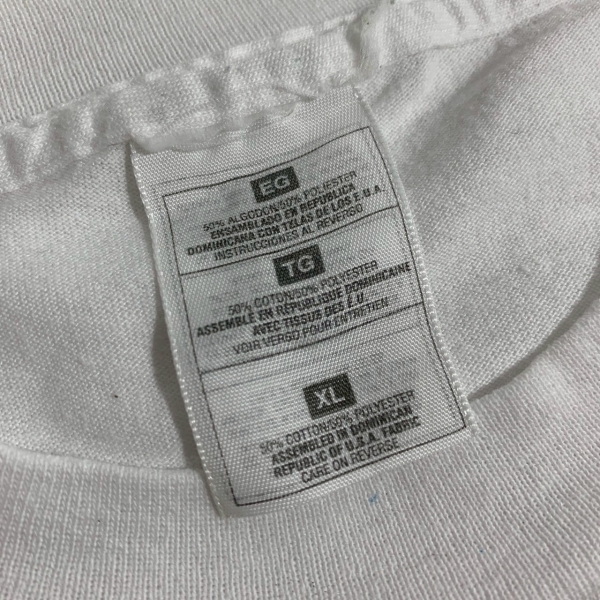 EG
50% ALGODON/50% POLIESTER
ENSAMBLADO EN REPUBLICA
DOMINICANA CON TELAS DE LOS E.U.A.
INSTRUCCIONES AL REVERSO
TG
50% COTON/50% POLYESTER
ASSEMBLE EN RÉPUBLIQUE DOMINICAINE
AVEC TISSUS DES É.U.
VOIR VERSO POUR ENTRETIEN
XL
50% COTTON/50% POLYESTER
ASSEMBLED IN DOMINICAN
REPUBLIC OF U.S.A. FABRIC
CARE ON REVERSE